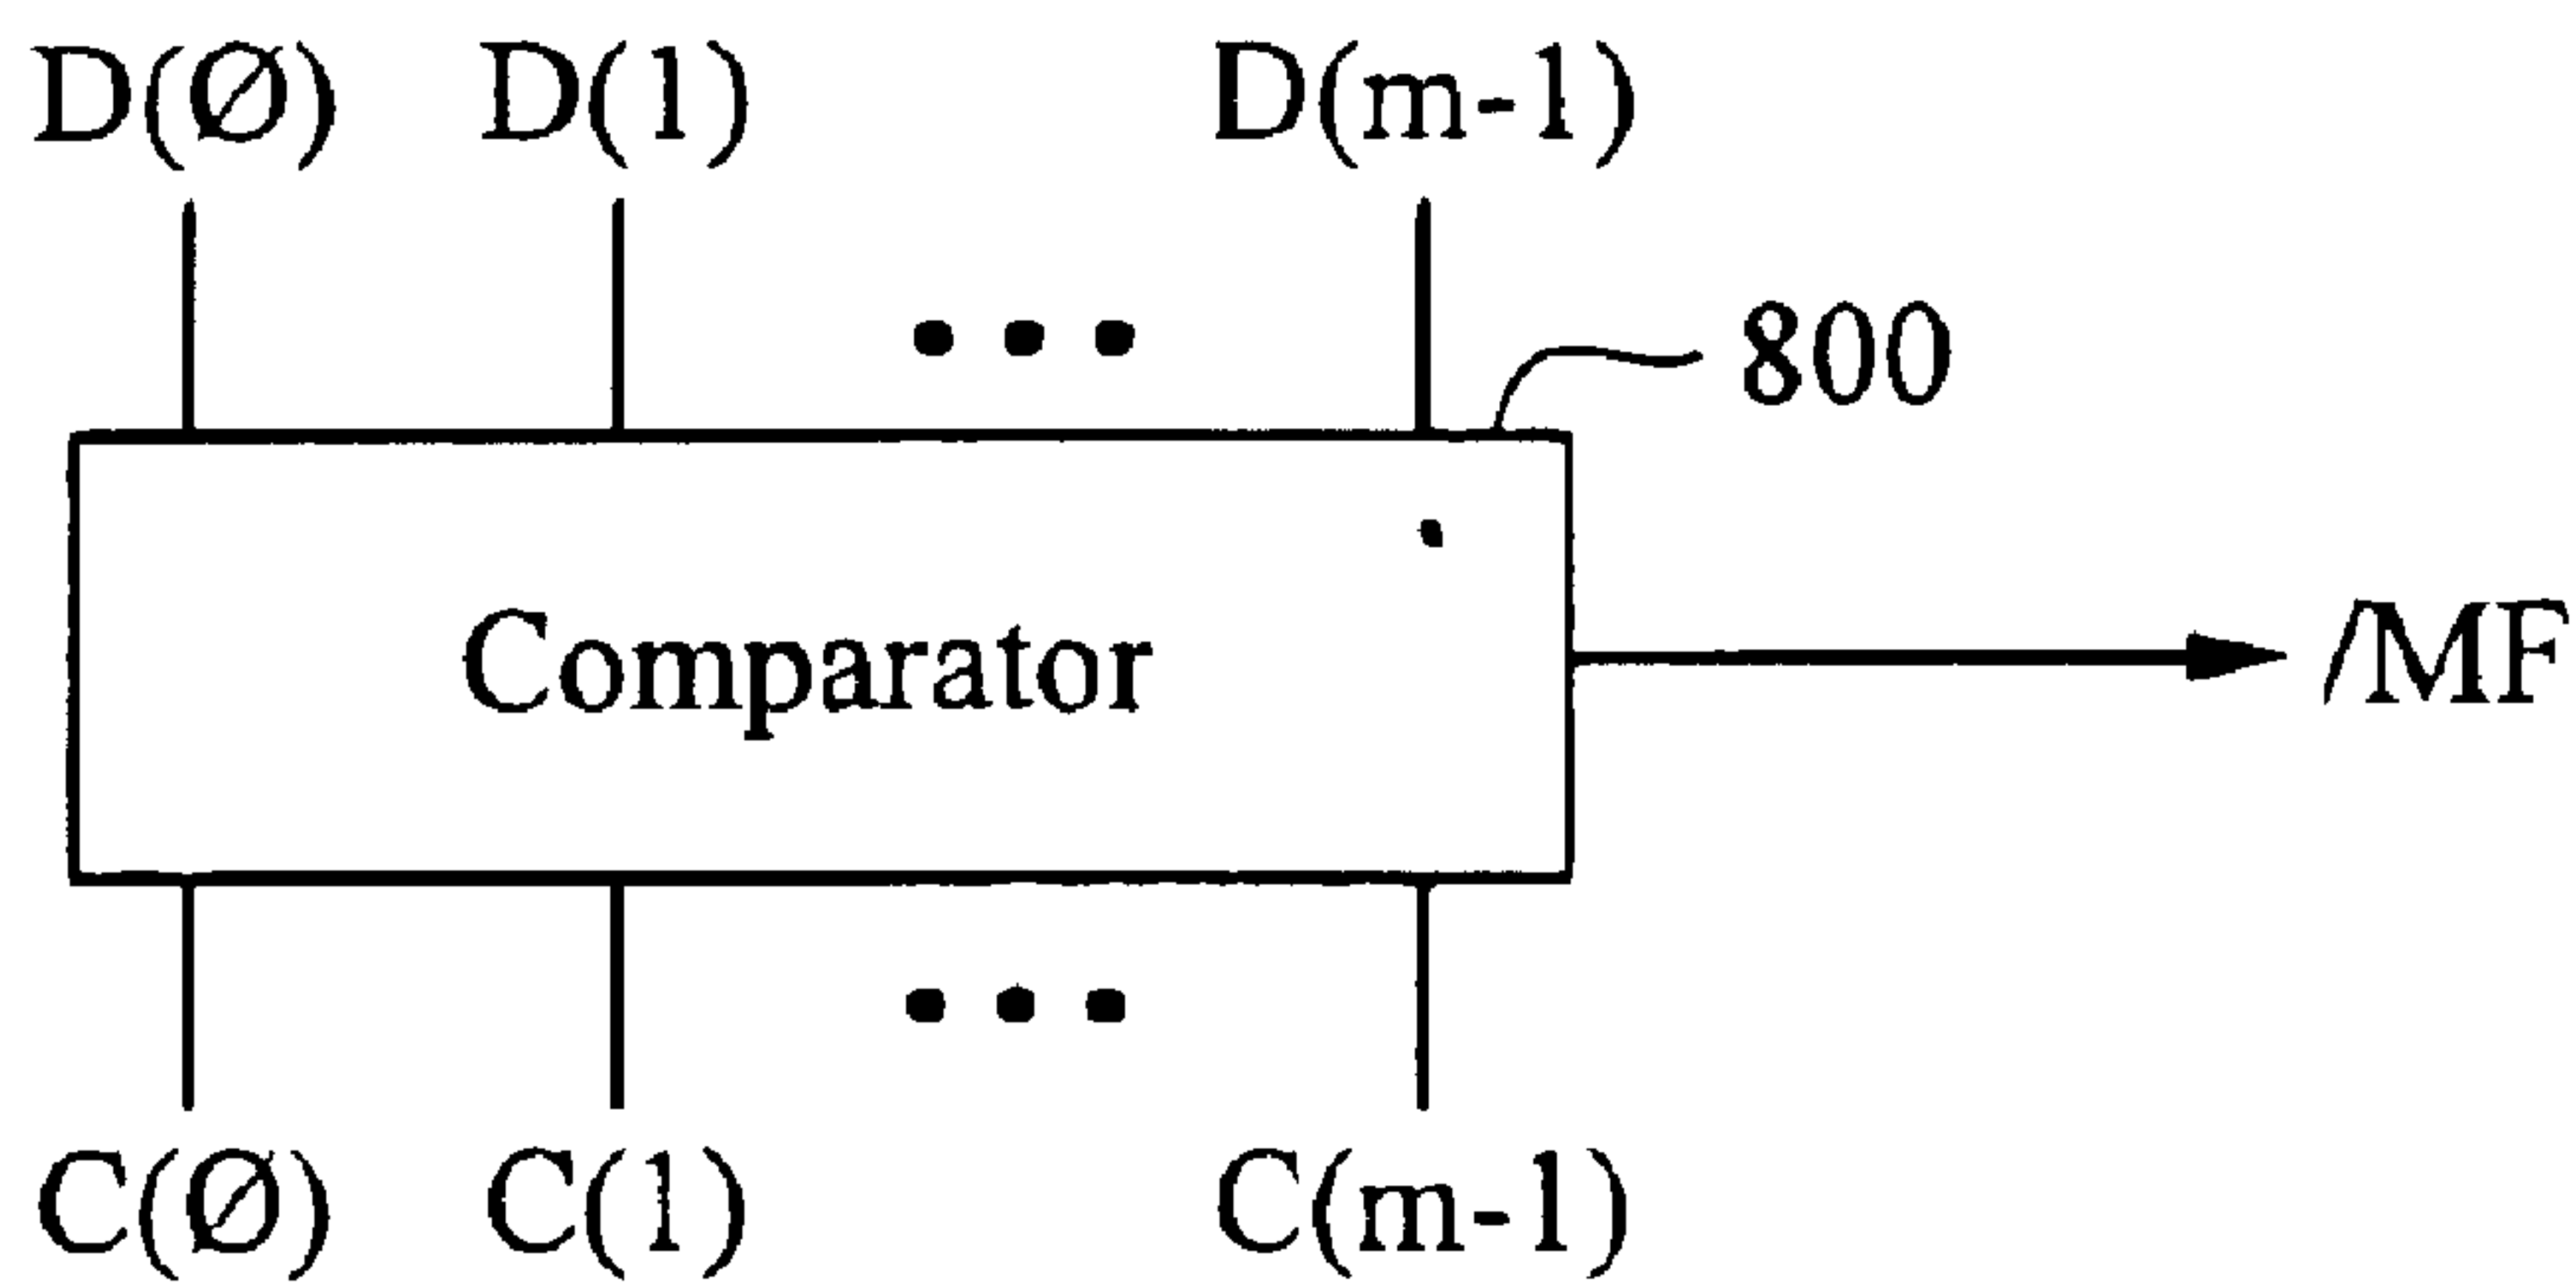 D(Ø) D(1) D(m-1)
800
Comparator
/MF
C(Ø) C(1) C(m-1)